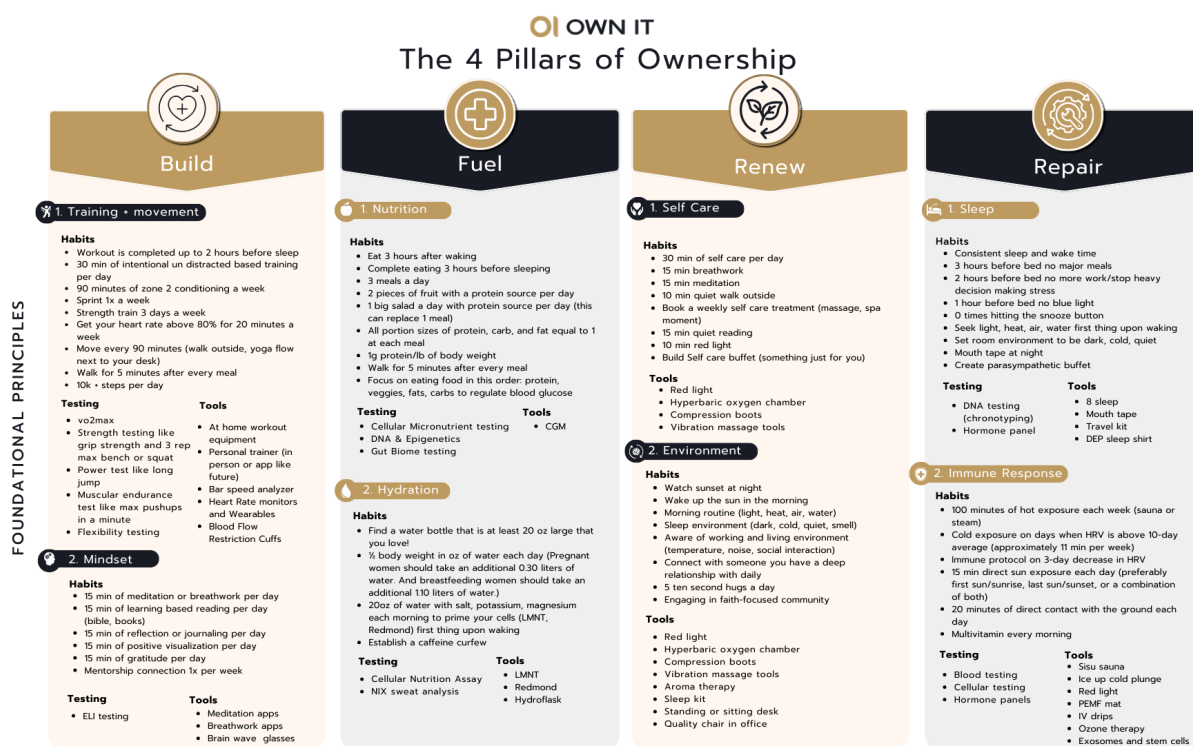 OWN IT
The 4 Pillars of Ownership
FOUNDATIONAL PRINCIPLES
Build
1. Training + movement
Habits
• Workout is completed up to 2 hours before sleep
• 30 min of intentional un distracted based training
per day
• 90 minutes of zone 2 conditioning a week
• Sprint 1x a week
• Strength train 3 days a week
• Get your heart rate above 80% for 20 minutes a
week
• Move every 90 minutes (walk outside, yoga flow
next to your desk)
• Walk for 5 minutes after every meal
• 10k + steps per day
Testing
• vo2max
• Strength testing like
grip strength and 3 rep
max bench or squat
• Power test like long
jump
• Muscular endurance
test like max pushups
in a minute
• Flexibility testing
Tools
• At home workout
equipment
• Personal trainer (in
person or app like
future)
• Bar speed analyzer
• Heart Rate monitors
and Wearables
• Blood Flow
Restriction Cuffs
2. Mindset
Habits
• 15 min of meditation or breathwork per day
• 15 min of learning based reading per day
(bible, books)
• 15 min of reflection or journaling per day
• 15 min of positive visualization per day
• 15 min of gratitude per day
• Mentorship connection 1x per week
Testing
• ELI testing
Tools
• Meditation apps
• Breathwork apps
• Brain wave glasses
Fuel
1. Nutrition
Habits
• Eat 3 hours after waking
• Complete eating 3 hours before sleeping
• 3 meals a day
• 2 pieces of fruit with a protein source per day
• 1 big salad a day with protein source per day (this
can replace 1 meal)
• All portion sizes of protein, carb, and fat equal to 1
at each meal
• 1g protein/lb of body weight
• Walk for 5 minutes after every meal
• Focus on eating food in this order: protein,
veggies, fats, carbs to regulate blood glucose
Testing
• Cellular Micronutrient testing
• DNA & Epigenetics
• Gut Biome testing
Tools
• CGM
2. Hydration
Habits
• Find a water bottle that is at least 20 oz large that
you love!
• ½ body weight in oz of water each day (Pregnant
women should take an additional 0.30 liters of
water. And breastfeeding women should take an
additional 1.10 liters of water.)
• 20oz of water with salt, potassium, magnesium
each morning to prime your cells (LMNT,
Redmond) first thing upon waking
• Establish a caffeine curfew
Testing
• Cellular Nutrition Assay
• NIX sweat analysis
Tools
• LMNT
• Redmond
• Hydroflask
Renew
1. Self Care
Habits
• 30 min of self care per day
• 15 min breathwork
• 15 min meditation
• 10 min quiet walk outside
• Book a weekly self care treatment (massage, spa
moment)
• 15 min quiet reading
• 10 min red light
• Build Self care buffet (something just for you)
Tools
• Red light
• Hyperbaric oxygen chamber
• Compression boots
• Vibration massage tools
2. Environment
Habits
• Watch sunset at night
• Wake up the sun in the morning
• Morning routine (light, heat, air, water)
• Sleep environment (dark, cold, quiet, smell)
• Aware of working and living environment
(temperature, noise, social interaction)
• Connect with someone you have a deep
relationship with daily
• 5 ten second hugs a day
• Engaging in faith-focused community
Tools
• Red light
• Hyperbaric oxygen chamber
• Compression boots
• Vibration massage tools
• Aroma therapy
• Sleep kit
• Standing or sitting desk
• Quality chair in office
Repair
1. Sleep
Habits
• Consistent sleep and wake time
• 3 hours before bed no major meals
• 2 hours before bed no more work/stop heavy
decision making stress
• 1 hour before bed no blue light
• 0 times hitting the snooze button
• Seek light, heat, air, water first thing upon waking
• Set room environment to be dark, cold, quiet
• Mouth tape at night
• Create parasympathetic buffet
Testing
• DNA testing
(chronotyping)
• Hormone panel
Tools
• 8 sleep
• Mouth tape
• Travel kit
• DEP sleep shirt
2. Immune Response
Habits
• 100 minutes of hot exposure each week (sauna or
steam)
• Cold exposure on days when HRV is above 10-day
average (approximately 11 min per week)
• Immune protocol on 3-day decrease in HRV
• 15 min direct sun exposure each day (preferably
first sun/sunrise, last sun/sunset, or a combination
of both)
• 20 minutes of direct contact with the ground each
day
• Multivitamin every morning
Testing
• Blood testing
• Cellular testing
• Hormone panels
Tools
• Sisu sauna
• Ice up cold plunge
• Red light
• PEMF mat
• IV drips
• Ozone therapy
• Exosomes and stem cells